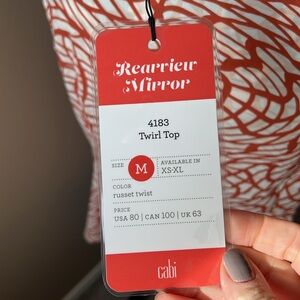 Rearview
Mirror
4183
Twirl Top
SIZE
M
AVAILABLE IN
XS-XL
COLOR
russet twist
PRICE
USA 80 | CAN 100 | UK 63
cabi